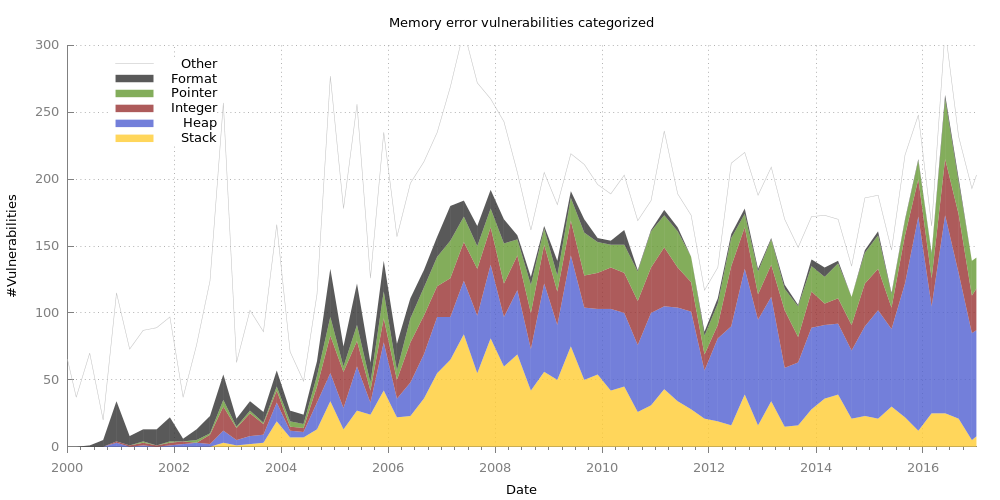 Memory error vulnerabilities categorized
300
250
200
150
100
50
0
#Vulnerabilities
Other
Format
Pointer
Integer
Heap
Stack
2000 2002 2004 2006 2008 2010 2012 2014 2016
Date